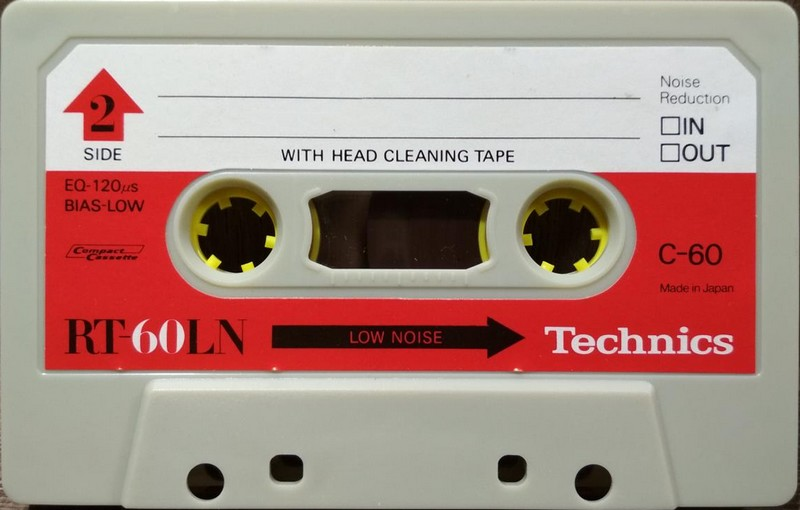 2
SIDE
WITH HEAD CLEANING TAPE
Noise
Reduction
☐IN
☐OUT
EQ-120μs
BIAS-LOW
Compact
Cassette
C-60
Made in Japan
RT-60LN
LOW NOISE
Technics